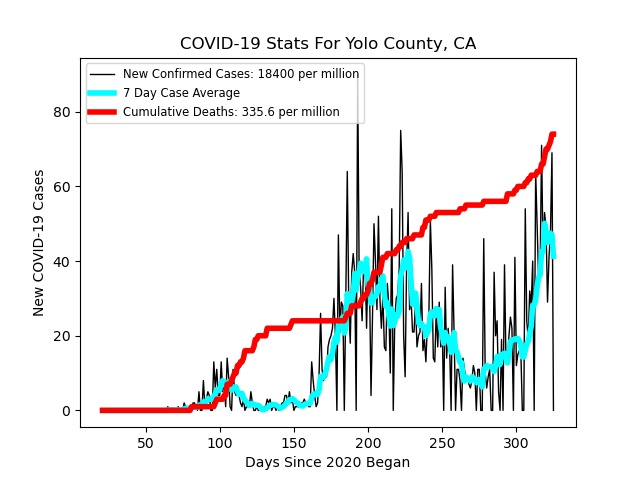 COVID-19 Stats For Yolo County, CA
New Confirmed Cases: 18400 per million
7 Day Case Average
Cumulative Deaths: 335.6 per million
New COVID-19 Cases
80
60
40
20
0
50 100 150 200 250 300
Days Since 2020 Began